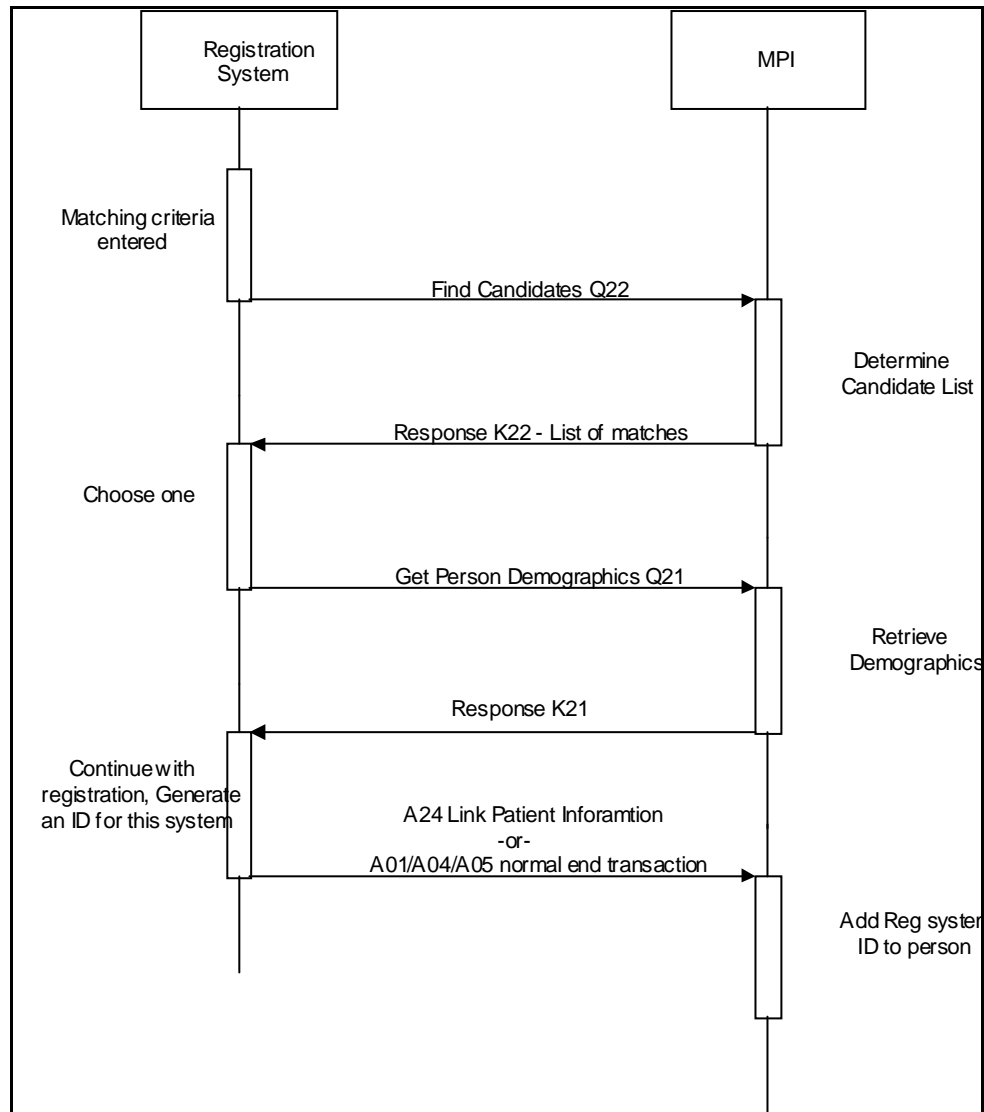 Registration
System
MPI
Matching criteria
entered
Find Candidates Q22
Determine
Candidate List
Response K22 - List of matches
Choose one
Get Person Demographics Q21
Retrieve
Demographics
Response K21
Continue with
registration, Generate
an ID for this system
A24 Link Patient Inforamtion
-or-
A01/A04/A05 normal end transaction
Add Reg syster
ID to person